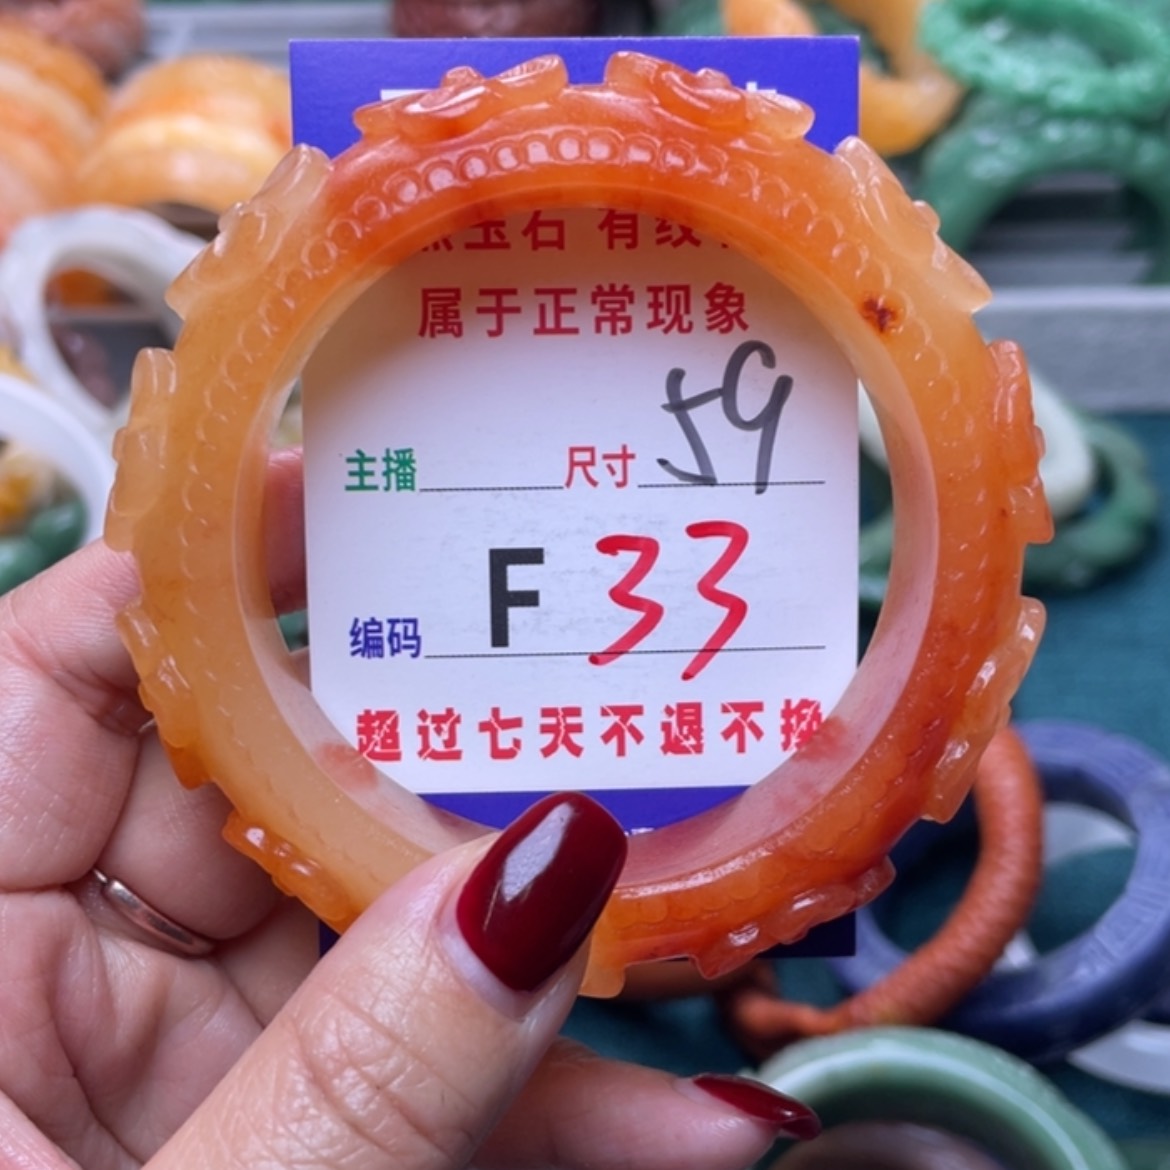 玉石 有纹
属于正常现象
主播 尺寸 59
编码 F 33
超过七天不退不换